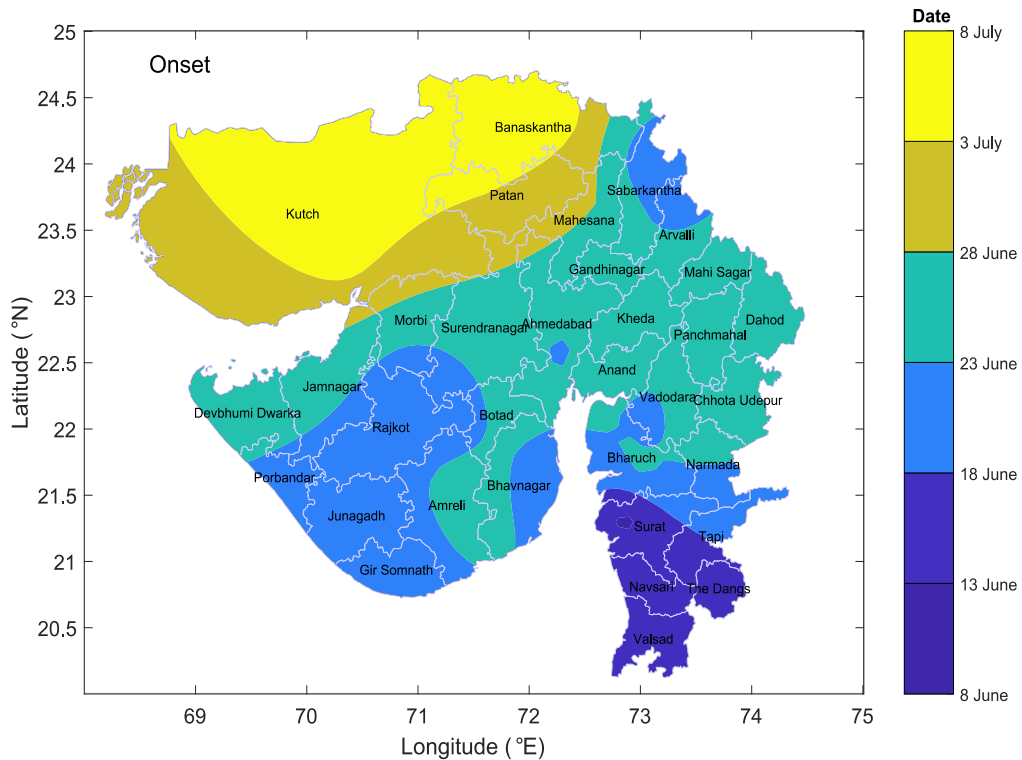 Date
Onset
25
24.5
24
23.5
23
22.5
22
21.5
21
20.5
Latitude (°N)
Banaskantha
Kutch
Patan
Sabarkantha
Mahesana
Arvalli
Gandhinagar
Mahi Sagar
Morbi
Surendranagar
Ahmedabad
Kheda
Panchmahal
Dahod
Jamnagar
Anand
Devbhumi Dwarka
Rajkot
Botad
Vadodara
Chhota Udepur
Porbandar
Bhavnagar
Bharuch
Narmada
Junagadh
Amreli
Surat
Tapi
Gir Somnath
Navsari
The Dangs
Valsad
69
70
71
72
73
74
75
Longitude (°E)
8 July
3 July
28 June
23 June
18 June
13 June
8 June